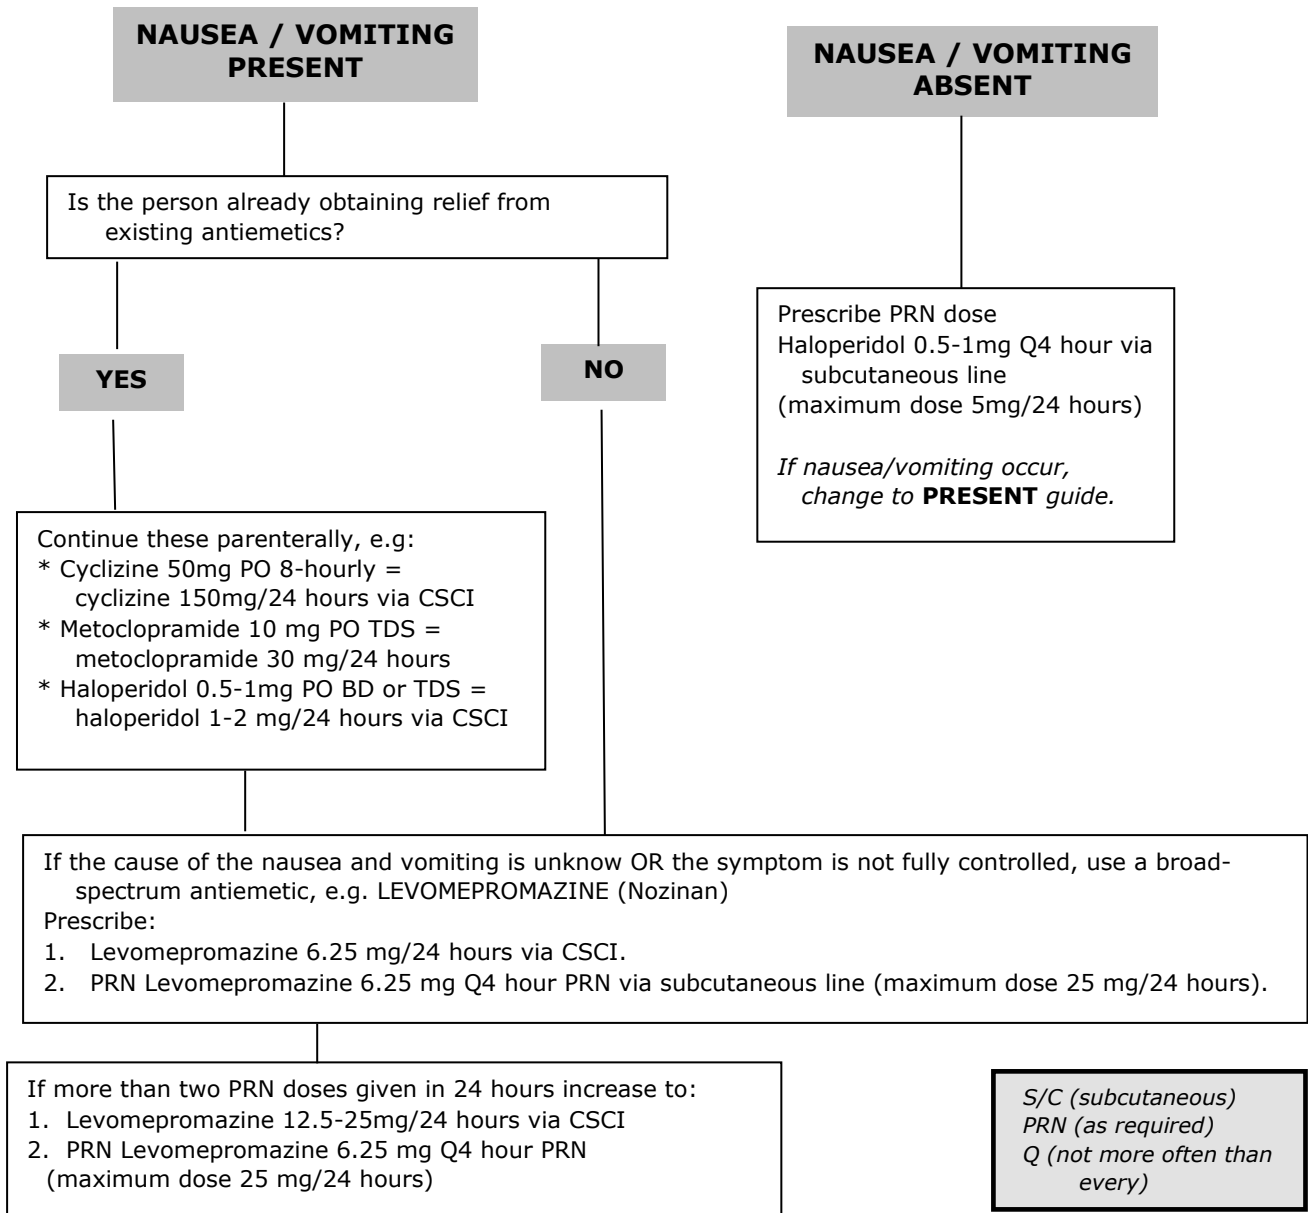 NAUSEA / VOMITING
PRESENT
NAUSEA / VOMITING
ABSENT
Is the person already obtaining relief from
existing antiemetics?
YES
NO
Prescribe PRN dose
Haloperidol 0.5-1mg Q4 hour via
subcutaneous line
(maximum dose 5mg/24 hours)
If nausea/vomiting occur,
change to PRESENT guide.
Continue these parenterally, e.g:
* Cyclizine 50mg PO 8-hourly =
cyclizine 150mg/24 hours via CSCI
* Metoclopramide 10 mg PO TDS =
metoclopramide 30 mg/24 hours
* Haloperidol 0.5-1mg PO BD or TDS =
haloperidol 1-2 mg/24 hours via CSCI
If the cause of the nausea and vomiting is unknow OR the symptom is not fully controlled, use a broad-
spectrum antiemetic, e.g. LEVOMEPROMAZINE (Nozinan)
Prescribe:
1. Levomepromazine 6.25 mg/24 hours via CSCI.
2. PRN Levomepromazine 6.25 mg Q4 hour PRN via subcutaneous line (maximum dose 25 mg/24 hours).
If more than two PRN doses given in 24 hours increase to:
1. Levomepromazine 12.5-25mg/24 hours via CSCI
2. PRN Levomepromazine 6.25 mg Q4 hour PRN
(maximum dose 25 mg/24 hours)
S/C (subcutaneous)
PRN (as required)
Q (not more often than
every)